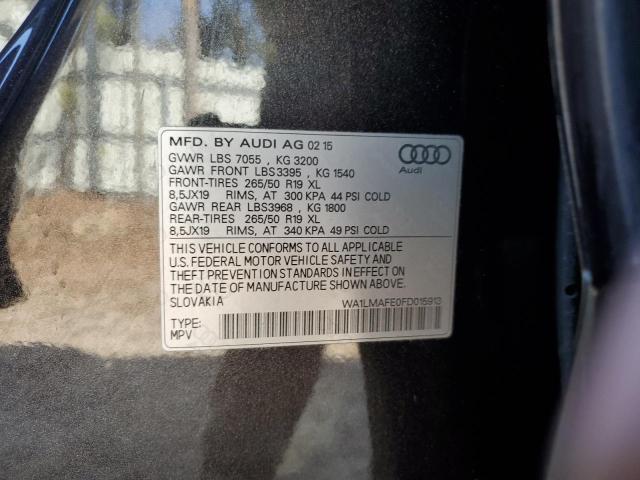 MFD. BY AUDI AG 02 15
GVWR LBS 7055 , KG 3200
GAWR FRONT LBS3395 , KG 1540
FRONT-TIRES 265/50 R19 XL
8,5JX19 RIMS, AT 300 KPA 44 PSI COLD
GAWR REAR LBS3968 , KG 1800
REAR-TIRES 265/50 R19 XL
8,5JX19 RIMS, AT 340 KPA 49 PSI COLD
Audi
THIS VEHICLE CONFORMS TO ALL APPLICABLE
U.S. FEDERAL MOTOR VEHICLE SAFETY AND
THEFT PREVENTION STANDARDS IN EFFECT ON
THE DATE OF MANUFACTURE SHOWN ABOVE.
SLOVAKIA
WA1LMAFE0FD015913
TYPE:
MPV